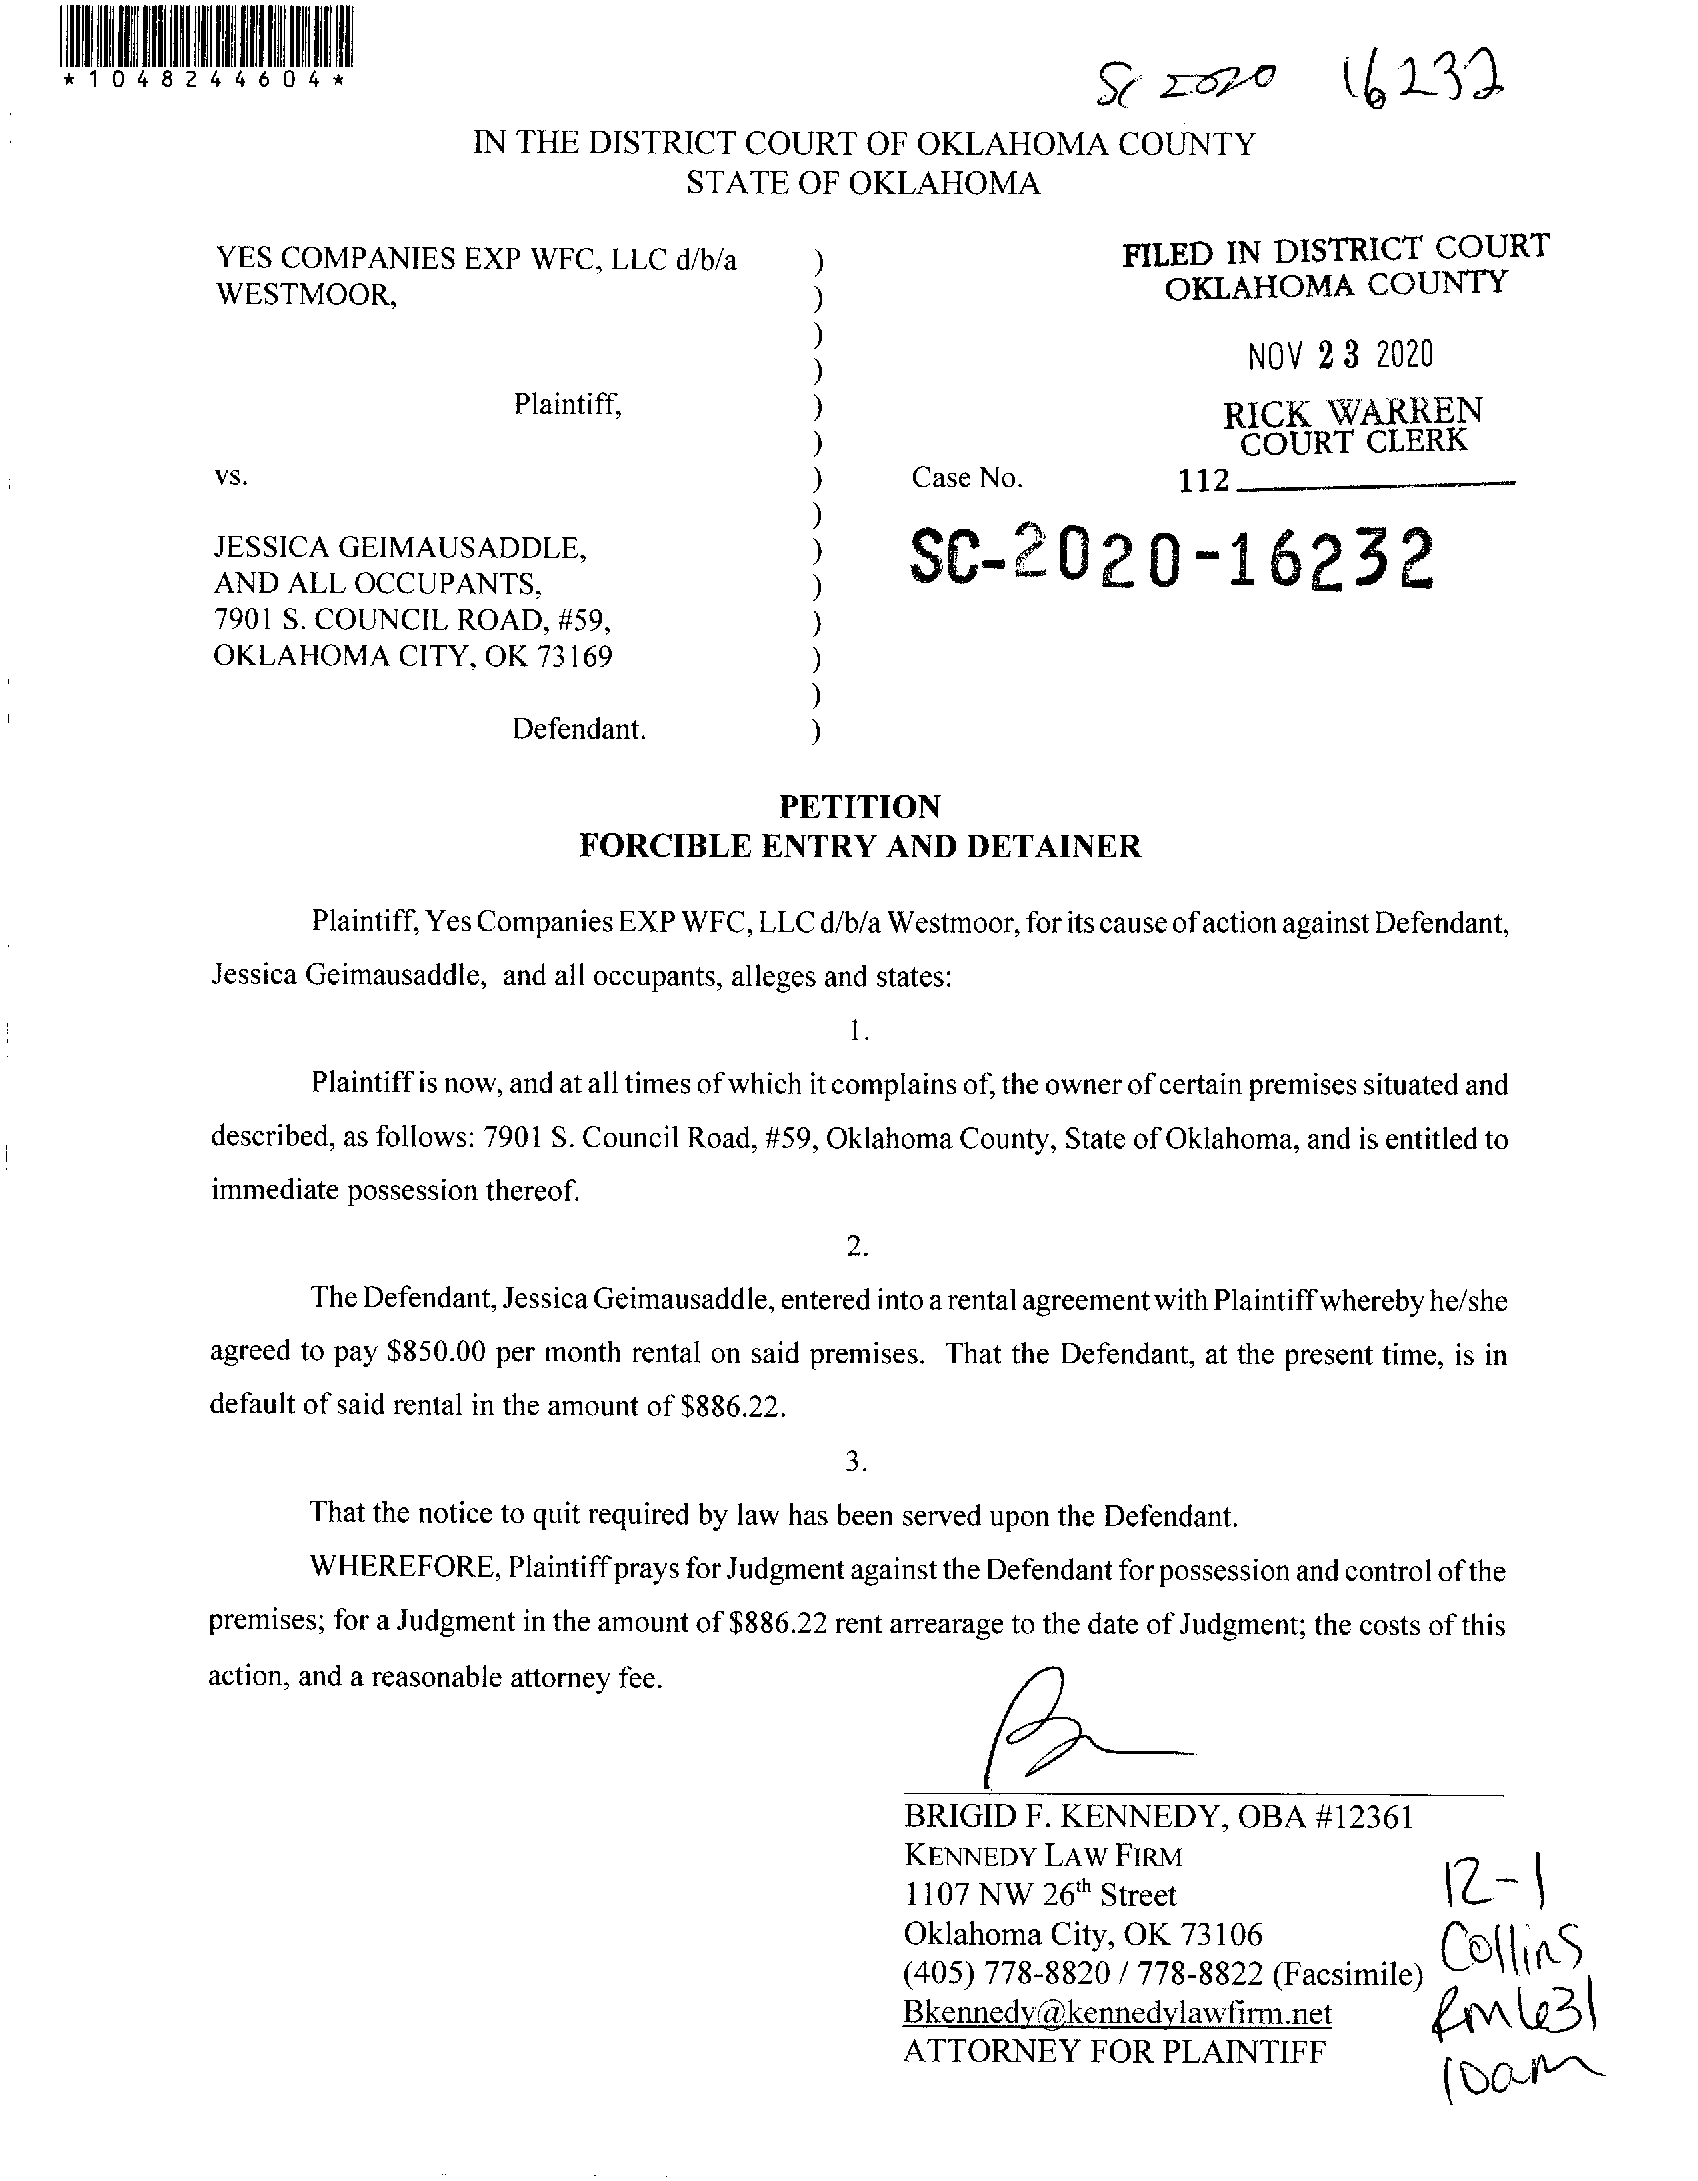 *1048244604*
SC 2020 16232
IN THE DISTRICT COURT OF OKLAHOMA COUNTY
STATE OF OKLAHOMA
YES COMPANIES EXP WFC, LLC d/b/a )
WESTMOOR, )
)
)
Plaintiff, )
)
vs. )
)
JESSICA GEIMAUSADDLE, )
AND ALL OCCUPANTS, )
7901 S. COUNCIL ROAD, #59, )
OKLAHOMA CITY, OK 73169 )
)
Defendant. )
FILED IN DISTRICT COURT
OKLAHOMA COUNTY
NOV 23 2020
RICK WARREN
COURT CLERK
Case No. 112
SC-2020-16232
PETITION
FORCIBLE ENTRY AND DETAINER
Plaintiff, Yes Companies EXP WFC, LLC d/b/a Westmoor, for its cause of action against Defendant,
Jessica Geimausaddle, and all occupants, alleges and states:
1.
Plaintiff is now, and at all times of which it complains of, the owner of certain premises situated and
described, as follows: 7901 S. Council Road, #59, Oklahoma County, State of Oklahoma, and is entitled to
immediate possession thereof.
2.
The Defendant, Jessica Geimausaddle, entered into a rental agreement with Plaintiff whereby he/she
agreed to pay $850.00 per month rental on said premises. That the Defendant, at the present time, is in
default of said rental in the amount of $886.22.
3.
That the notice to quit required by law has been served upon the Defendant.
WHEREFORE, Plaintiff prays for Judgment against the Defendant for possession and control of the
premises; for a Judgment in the amount of $886.22 rent arrearage to the date of Judgment; the costs of this
action, and a reasonable attorney fee.
BRIGID F. KENNEDY, OBA #12361
KENNEDY LAW FIRM
1107 NW 26th Street
Oklahoma City, OK 73106
(405) 778-8820 / 778-8822 (Facsimile)
Bkennedy@kennedylawfirm.net
ATTORNEY FOR PLAINTIFF
12-1
Collins
Rm 631
10am